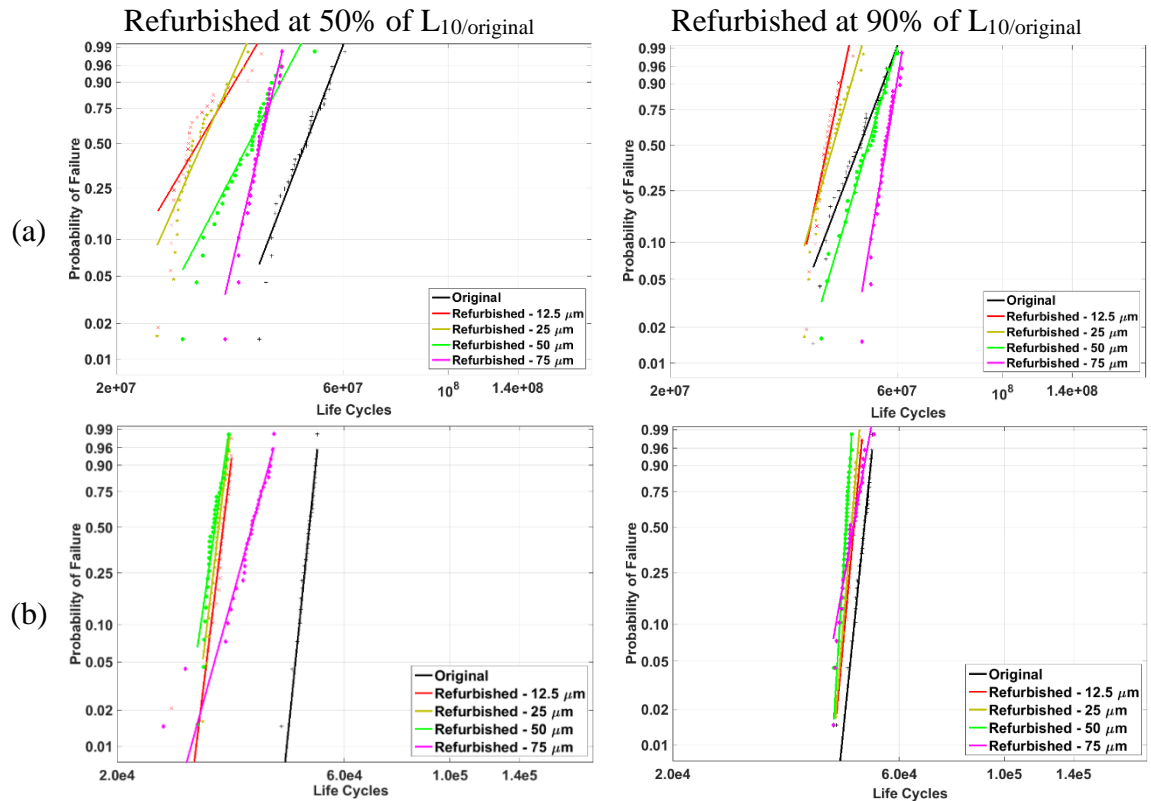 Refurbished at 50% of L10/original
Refurbished at 90% of L10/original
(a)
Probability of Failure
0.99
0.96
0.90
0.75
0.50
0.25
0.10
0.05
0.02
0.01
Original
Refurbished - 12.5 μm
Refurbished - 25 μm
Refurbished - 50 μm
Refurbished - 75 μm
2e+07
6e+07
10^8
1.4e+08
Life Cycles
Probability of Failure
0.99
0.96
0.90
0.75
0.50
0.25
0.10
0.05
0.02
0.01
Original
Refurbished - 12.5 μm
Refurbished - 25 μm
Refurbished - 50 μm
Refurbished - 75 μm
2e+07
6e+07
10^8
1.4e+08
Life Cycles
(b)
Probability of Failure
0.99
0.96
0.90
0.75
0.50
0.25
0.10
0.05
0.02
0.01
Original
Refurbished - 12.5 μm
Refurbished - 25 μm
Refurbished - 50 μm
Refurbished - 75 μm
2.0e4
6.0e4
1.0e5
1.4e5
Life Cycles
Probability of Failure
0.99
0.96
0.90
0.75
0.50
0.25
0.10
0.05
0.02
0.01
Original
Refurbished - 12.5 μm
Refurbished - 25 μm
Refurbished - 50 μm
Refurbished - 75 μm
2.0e4
6.0e4
1.0e5
1.4e5
Life Cycles